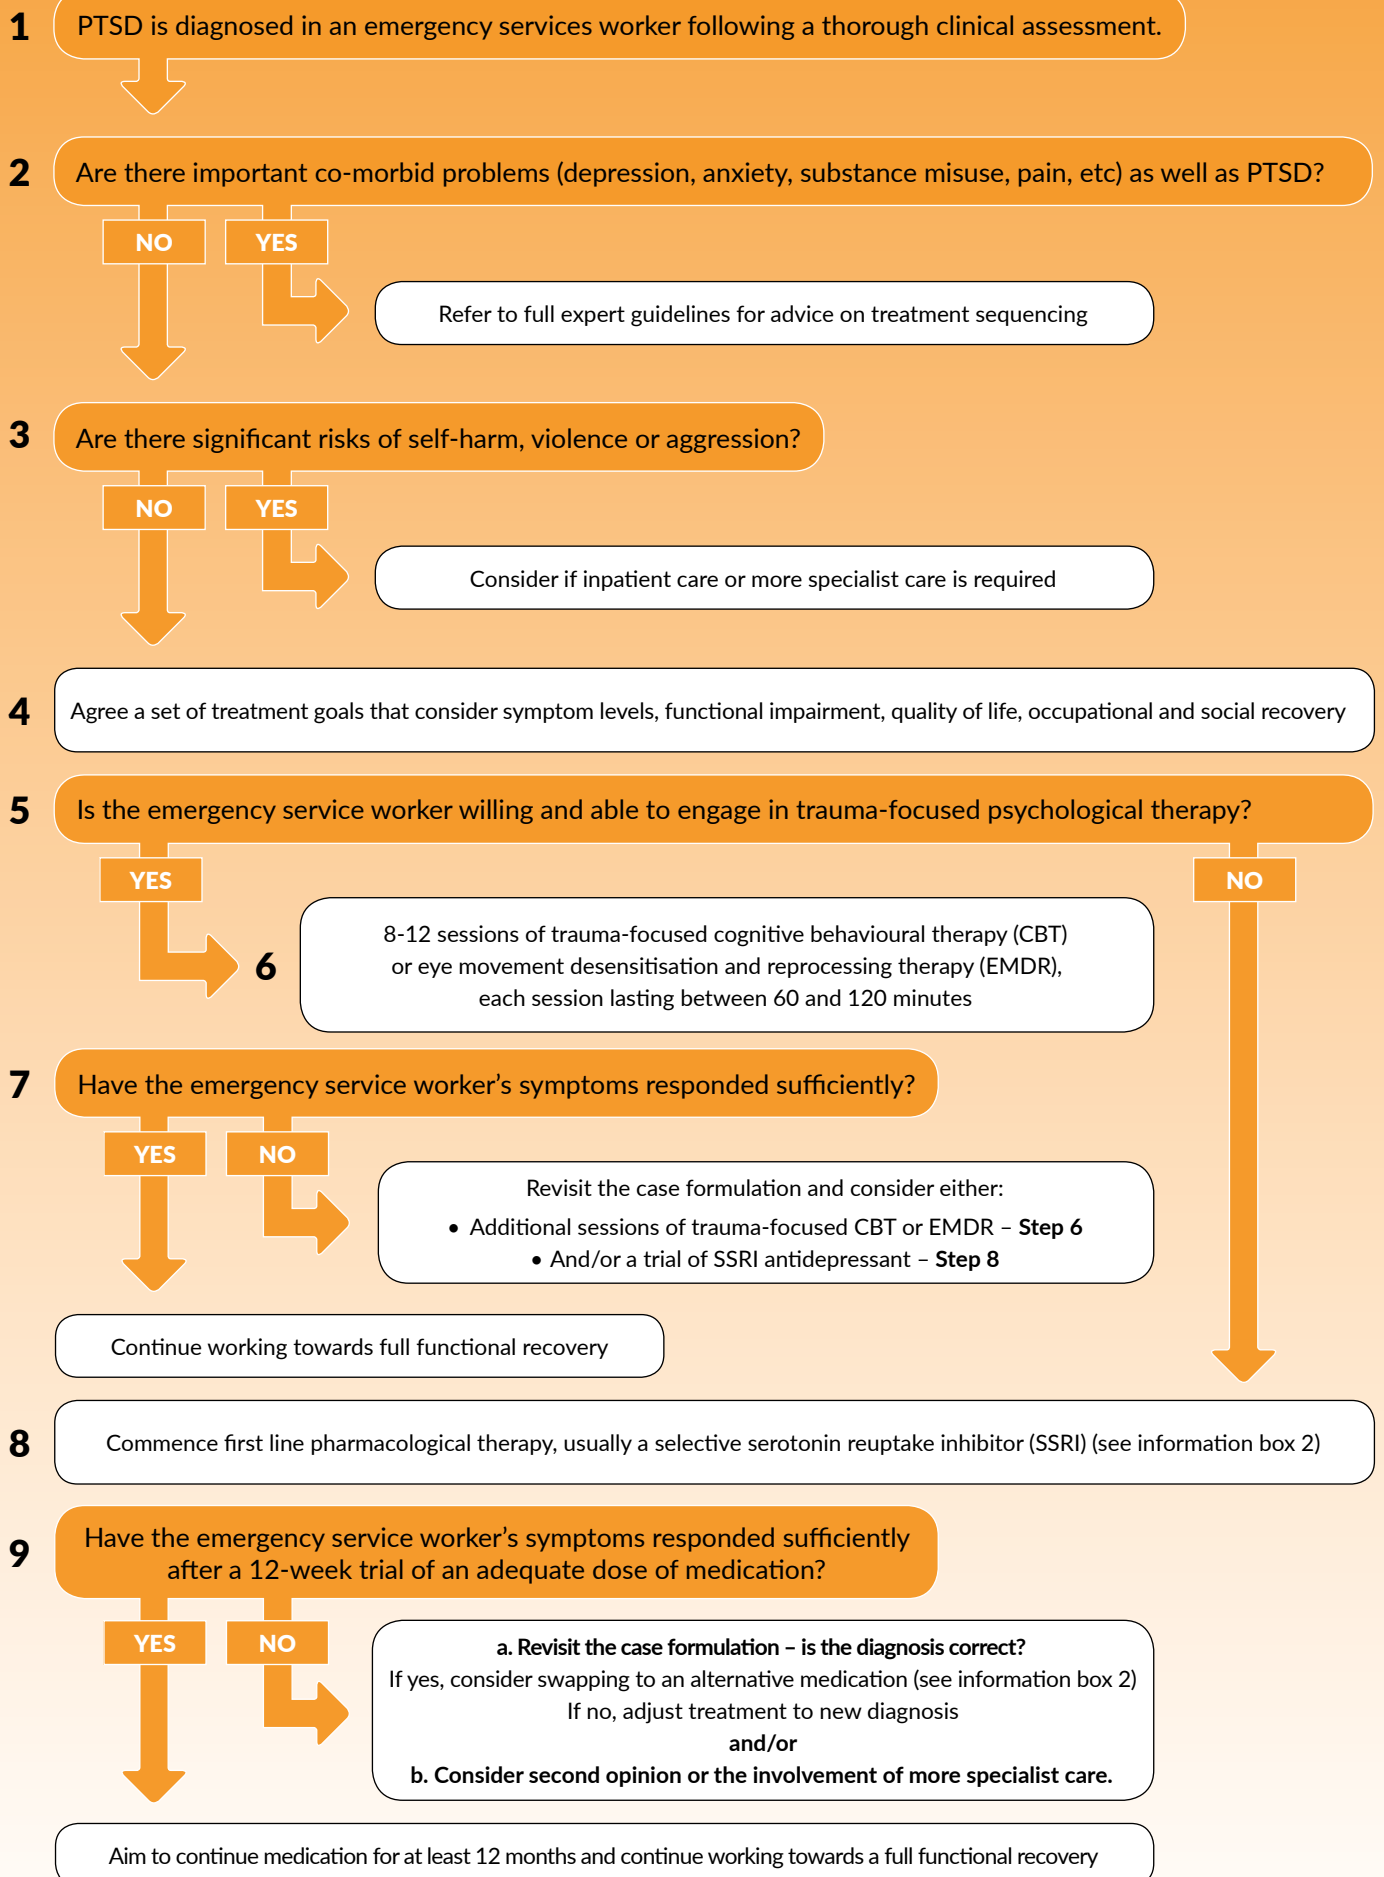 1
PTSD is diagnosed in an emergency services worker following a thorough clinical assessment.
2
Are there important co-morbid problems (depression, anxiety, substance misuse, pain, etc) as well as PTSD?
NO
YES
Refer to full expert guidelines for advice on treatment sequencing
3
Are there significant risks of self-harm, violence or aggression?
NO
YES
Consider if inpatient care or more specialist care is required
4
Agree a set of treatment goals that consider symptom levels, functional impairment, quality of life, occupational and social recovery
5
Is the emergency service worker willing and able to engage in trauma-focused psychological therapy?
YES
NO
6
8-12 sessions of trauma-focused cognitive behavioural therapy (CBT)
or eye movement desensitisation and reprocessing therapy (EMDR),
each session lasting between 60 and 120 minutes
7
Have the emergency service worker’s symptoms responded sufficiently?
YES
NO
Revisit the case formulation and consider either:
• Additional sessions of trauma-focused CBT or EMDR – Step 6
• And/or a trial of SSRI antidepressant – Step 8
Continue working towards full functional recovery
8
Commence first line pharmacological therapy, usually a selective serotonin reuptake inhibitor (SSRI) (see information box 2)
9
Have the emergency service worker’s symptoms responded sufficiently
after a 12-week trial of an adequate dose of medication?
YES
NO
a. Revisit the case formulation – is the diagnosis correct?
If yes, consider swapping to an alternative medication (see information box 2)
If no, adjust treatment to new diagnosis
and/or
b. Consider second opinion or the involvement of more specialist care.
Aim to continue medication for at least 12 months and continue working towards a full functional recovery